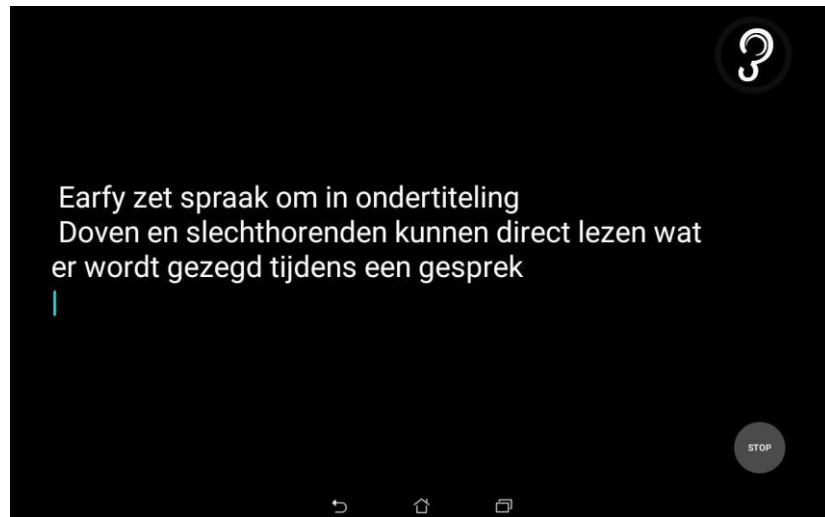 Earfy zet spraak om in ondertiteling
Doven en slechthorenden kunnen direct lezen wat
er wordt gezegd tijdens een gesprek
STOP